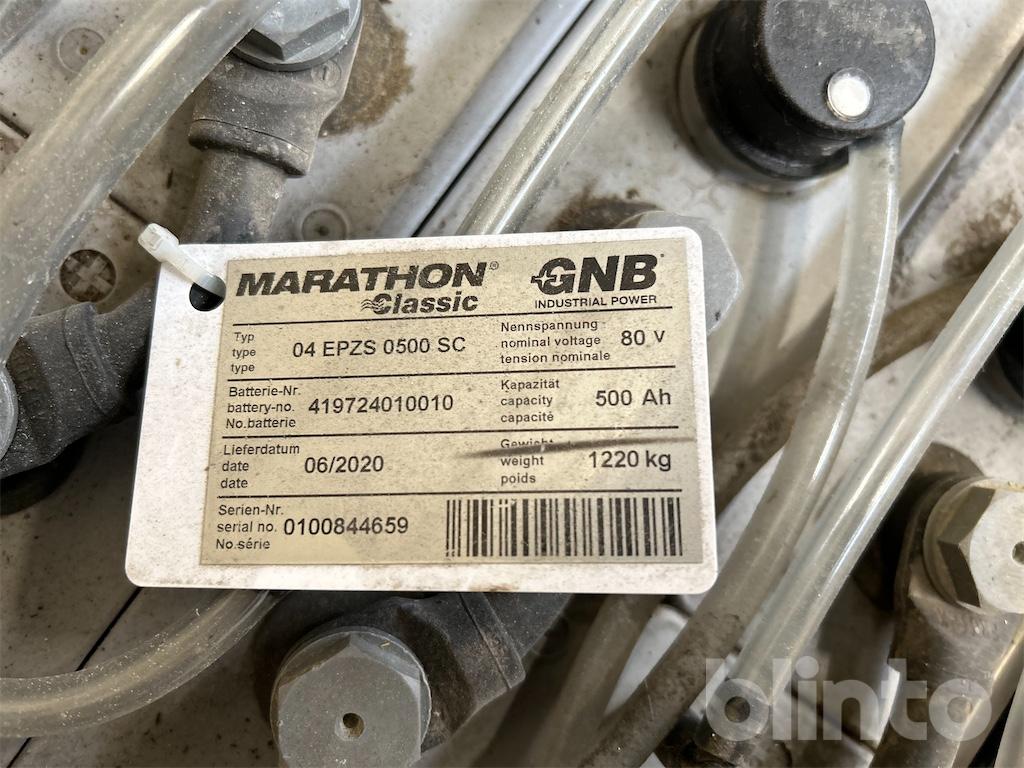 MARATHON®
Classic
GNB®
INDUSTRIAL POWER
Typ
type
type
04 EPZS 0500 SC
Nennspannung
nominal voltage
tension nominale
80 V
Batterie-Nr.
battery-no.
No.batterie
419724010010
Kapazität
capacity
capacité
500 Ah
Lieferdatum
date
date
06/2020
Gewicht
weight
poids
1220 kg
Serien-Nr.
serial no.
No.série
0100844659
blinto